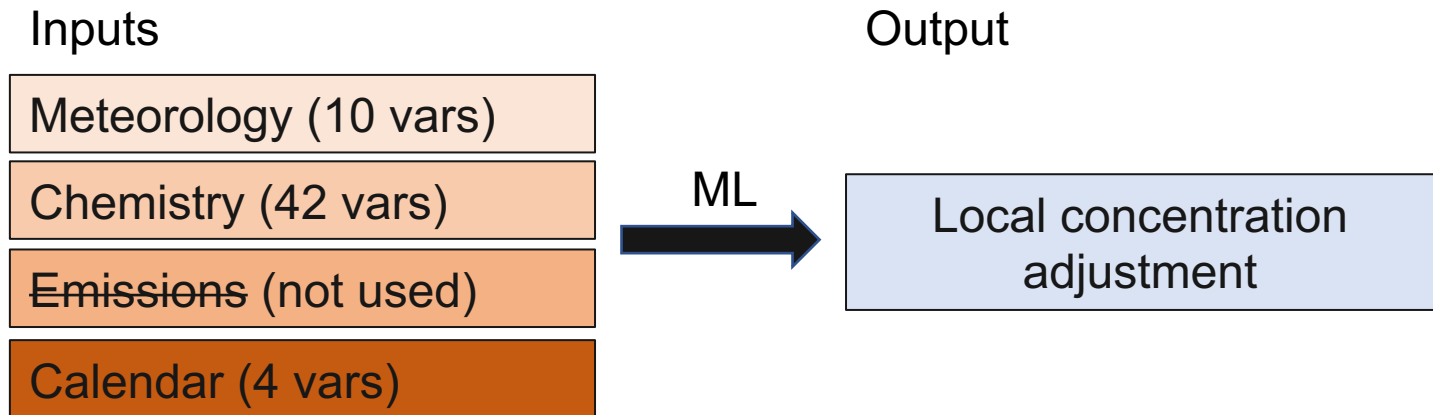 Inputs
Output
Meteorology (10 vars)
Chemistry (42 vars)
Emissions (not used)
Calendar (4 vars)
ML
Local concentration
adjustment